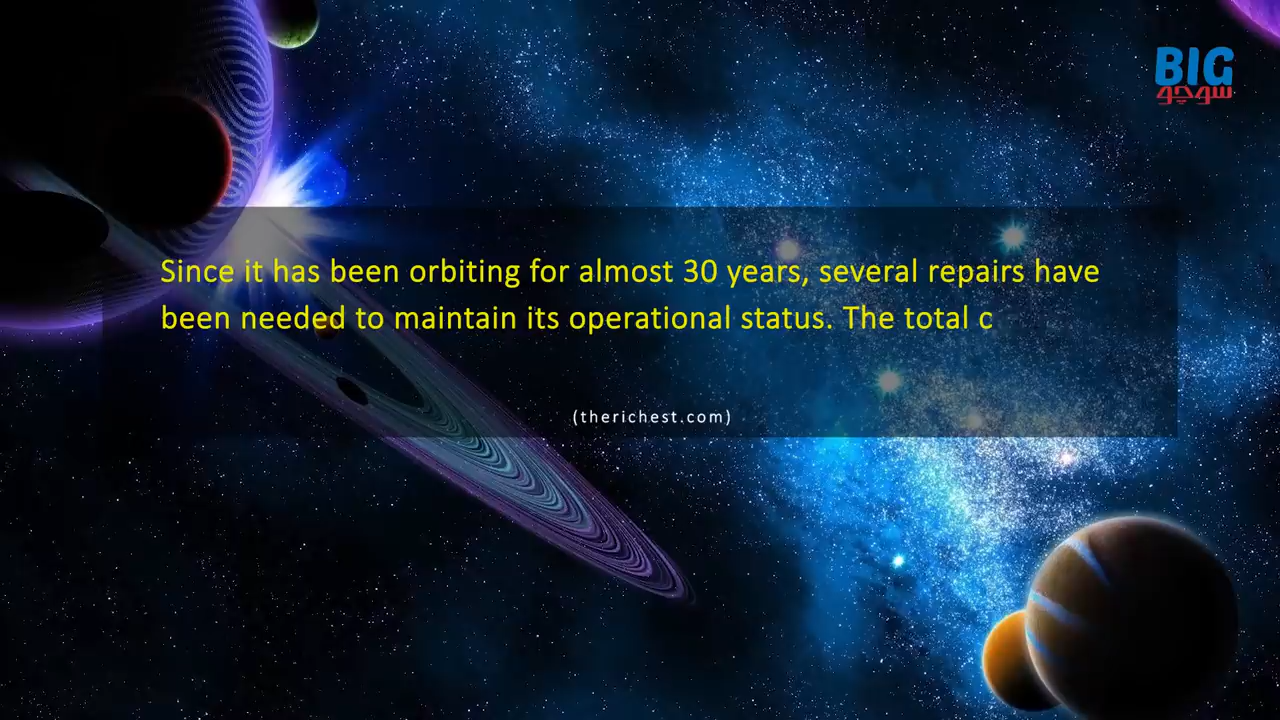 BIG
سوچو
Since it has been orbiting for almost 30 years, several repairs have
been needed to maintain its operational status. The total c
(therichest.com)